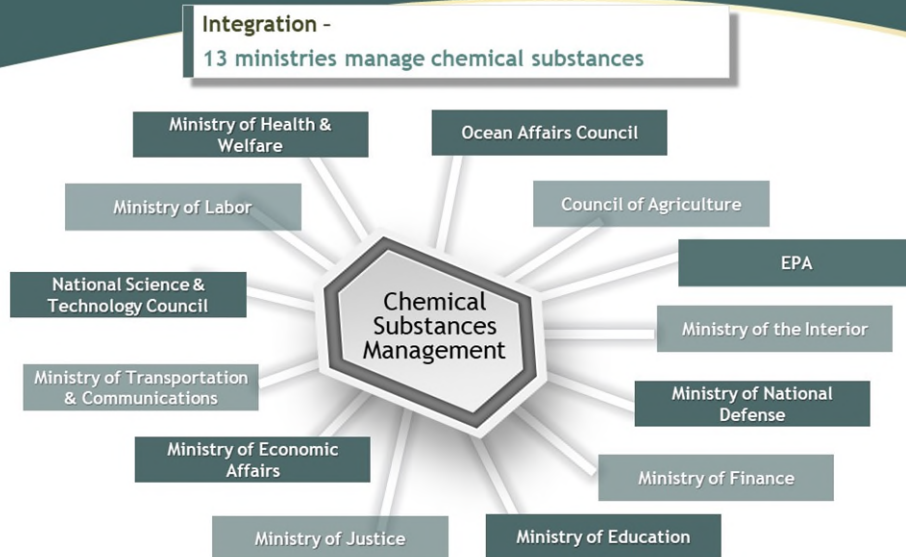 Integration –
13 ministries manage chemical substances
Ministry of Health &
Welfare
Ocean Affairs Council
Ministry of Labor
Council of Agriculture
National Science &
Technology Council
EPA
Chemical
Substances
Management
Ministry of the Interior
Ministry of Transportation
& Communications
Ministry of National
Defense
Ministry of Economic
Affairs
Ministry of Finance
Ministry of Justice
Ministry of Education